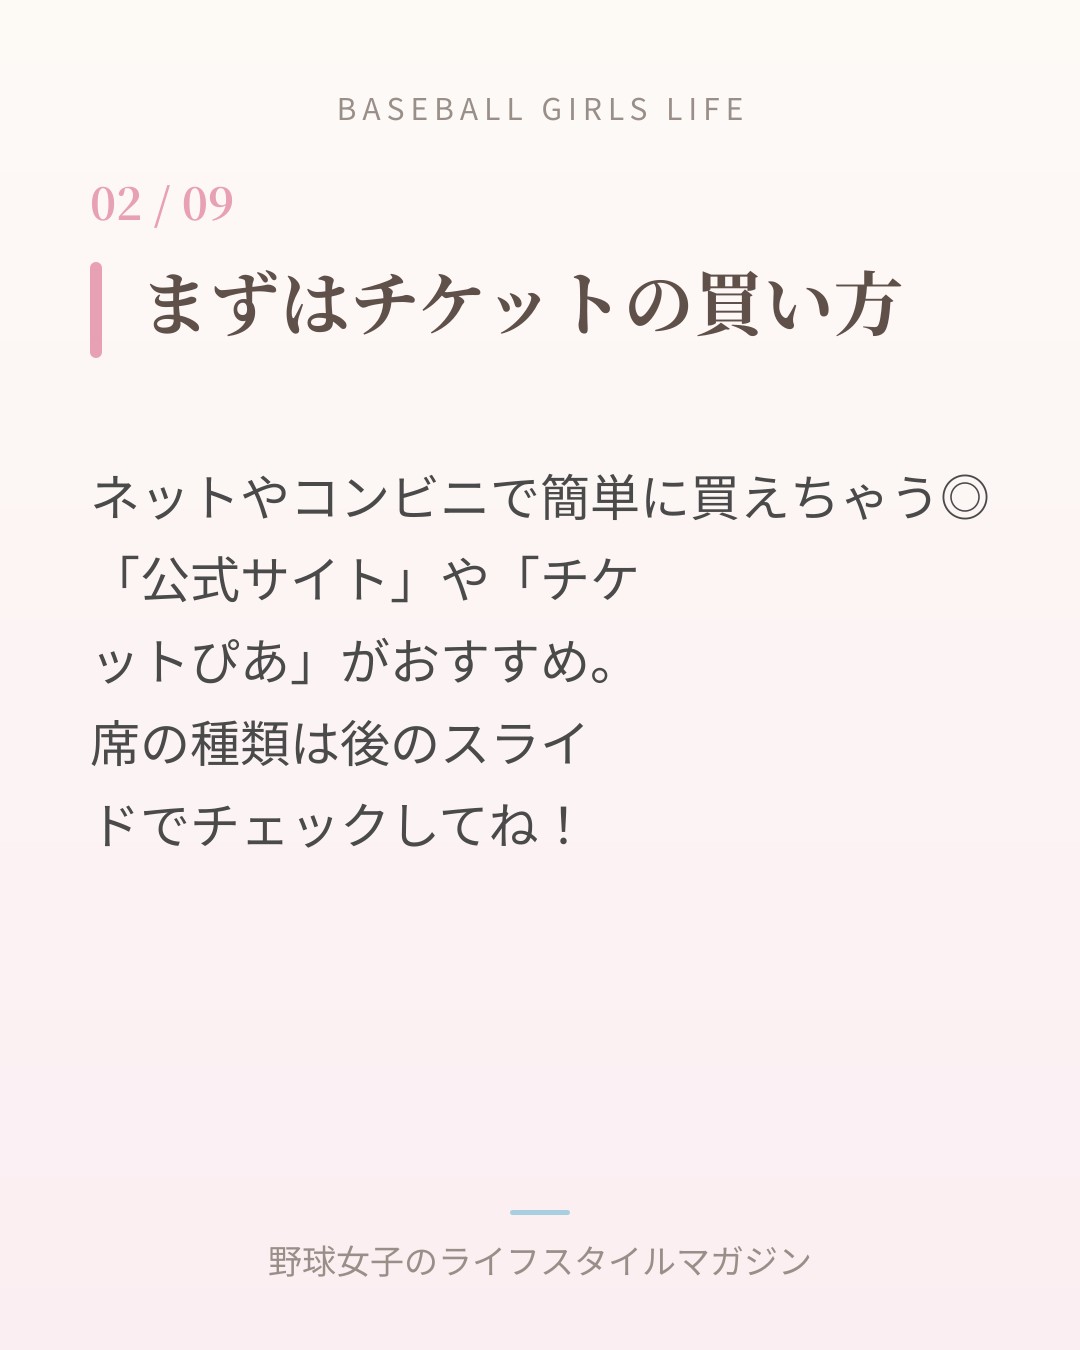 BASEBALL GIRLS LIFE
02 / 09
まずはチケットの買い方
ネットやコンビニで簡単に買えちゃう◎
「公式サイト」や「チケ
ットぴあ」がおすすめ。
席の種類は後のスライ
ドでチェックしてね！
野球女子のライフスタイルマガジン